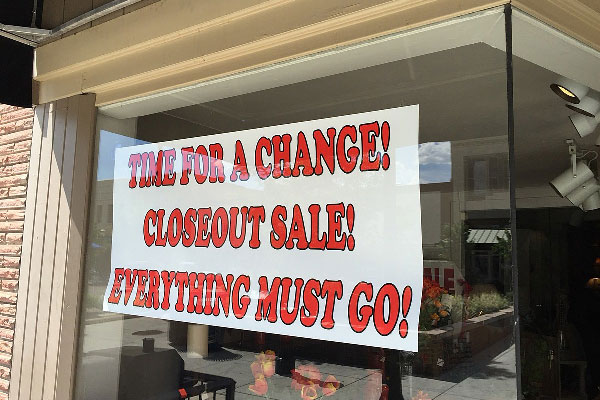 TIME FOR A CHANGE!
CLOSEOUT SALE!
EVERYTHING MUST GO!